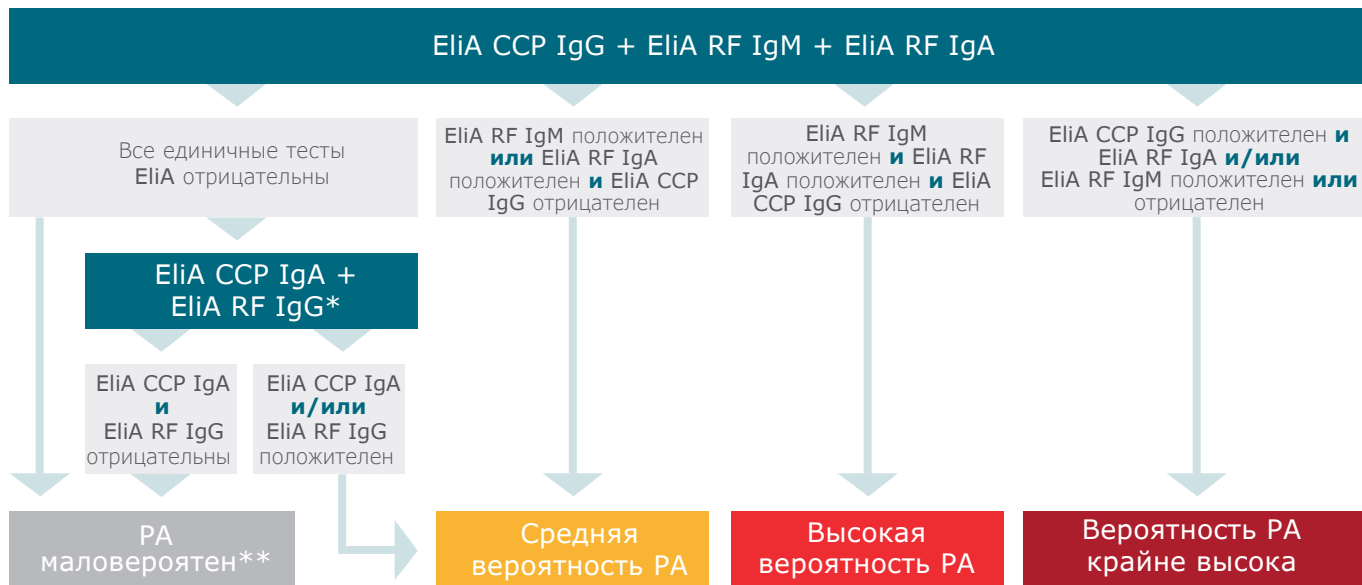 EliA CCP IgG + EliA RF IgM + EliA RF IgA
Все единичные тесты
EliA отрицательны
EliA RF IgM положителен
или EliA RF IgA
положителен и EliA CCP
IgG отрицателен
EliA RF IgM
положителен и EliA RF
IgA положителен и EliA
CCP IgG отрицателен
EliA CCP IgG положителен и
EliA RF IgA и/или
EliA RF IgM положителен или
отрицателен
EliA CCP IgA +
EliA RF IgG*
EliA CCP IgA
и
EliA RF IgG
отрицательны
EliA CCP IgA
и/или
EliA RF IgG
положителен
РА
маловероятен**
Средняя
вероятность РА
Высокая
вероятность РА
Вероятность РА
крайне высока